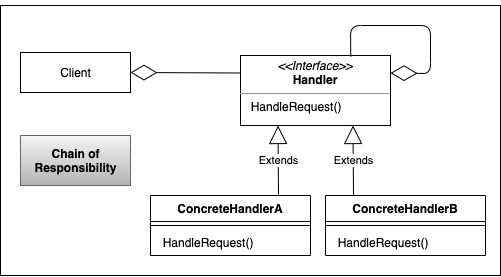 Client
<<Interface>>
Handler
HandleRequest()
Chain of
Responsibility
Extends
Extends
ConcreteHandlerA
HandleRequest()
ConcreteHandlerB
HandleRequest()